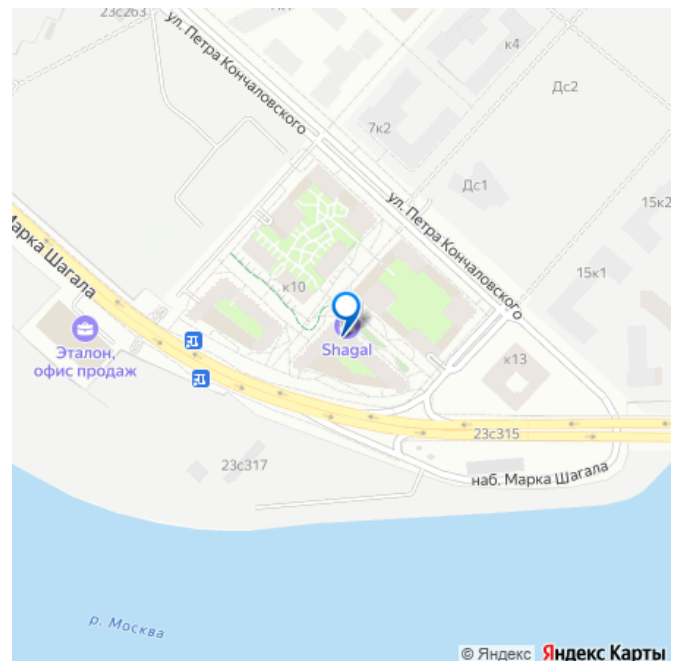 23с263
ул. Петра Кончаловского
к4
Дс2
7к2
Дс1
15к2
ул. Петра Кончаловского
Марка Шагала
к10
15к1
Shagal
Эталон,
офис продаж
к13
23с315
23с317
наб. Марка Шагала
р. Москва
© Яндекс Яндекс Карты